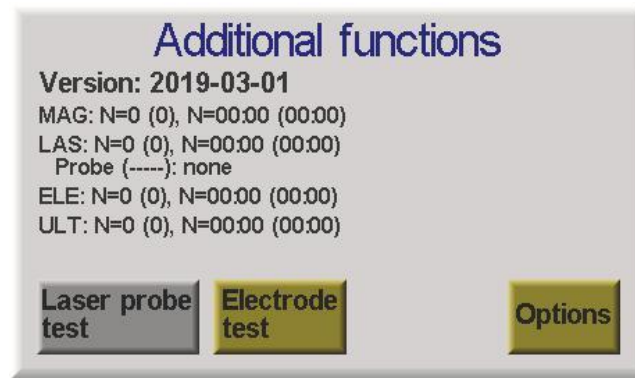 Additional functions
Version: 2019-03-01
MAG: N=0 (0), N=00:00 (00:00)
LAS: N=0 (0), N=00:00 (00:00)
Probe (-----): none
ELE: N=0 (0), N=00:00 (00:00)
ULT: N=0 (0), N=00:00 (00:00)
Laser probe
test
Electrode
test
Options